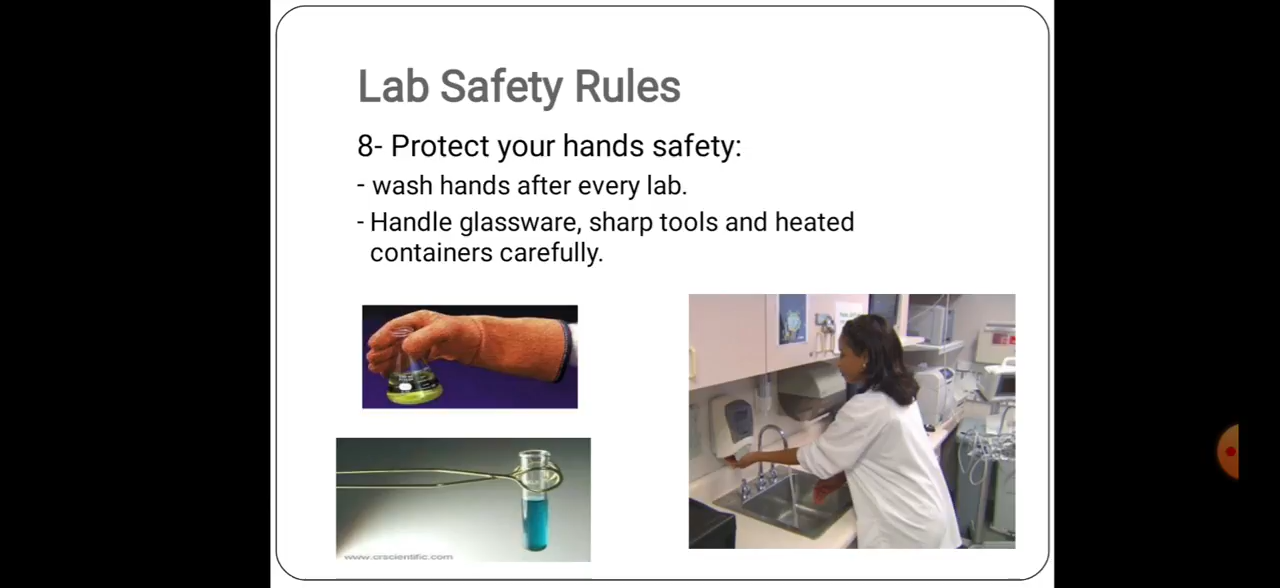 Lab Safety Rules
8- Protect your hands safety:
- wash hands after every lab.
- Handle glassware, sharp tools and heated
containers carefully.
www.crscientific.com